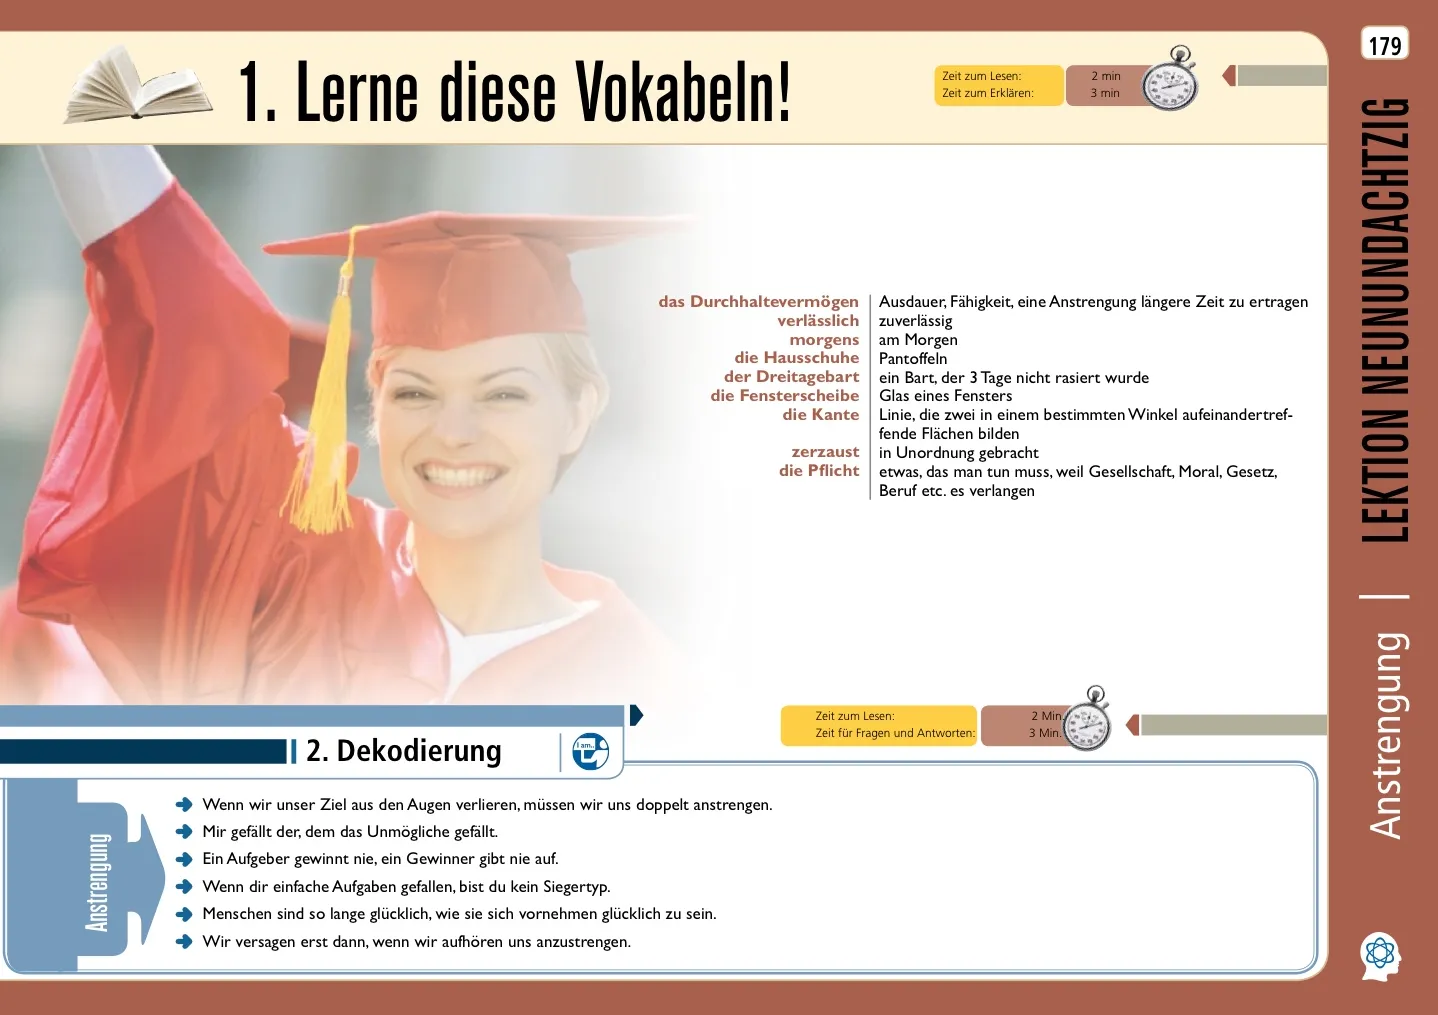 179
1. Lerne diese Vokabeln!
Zeit zum Lesen: 2 min
Zeit zum Erklären: 3 min
das Durchhaltevermögen Ausdauer, Fähigkeit, eine Anstrengung längere Zeit zu ertragen
verlässlich zuverlässig
morgens am Morgen
die Hausschuhe Pantoffeln
der Dreitagebart ein Bart, der 3 Tage nicht rasiert wurde
die Fensterscheibe Glas eines Fensters
die Kante Linie, die zwei in einem bestimmten Winkel aufeinandertref-
fende Flächen bilden
zerzaust in Unordnung gebracht
die Pflicht etwas, das man tun muss, weil Gesellschaft, Moral, Gesetz,
Beruf etc. es verlangen
LEKTION NEUNUNDACHTZIG
Anstrengung
Zeit zum Lesen: 2 Min.
Zeit für Fragen und Antworten: 3 Min.
2. Dekodierung
I am...
Anstrengung
Wenn wir unser Ziel aus den Augen verlieren, müssen wir uns doppelt anstrengen.
Mir gefällt der, dem das Unmögliche gefällt.
Ein Aufgeber gewinnt nie, ein Gewinner gibt nie auf.
Wenn dir einfache Aufgaben gefallen, bist du kein Siegertyp.
Menschen sind so lange glücklich, wie sie sich vornehmen glücklich zu sein.
Wir versagen erst dann, wenn wir aufhören uns anzustrengen.